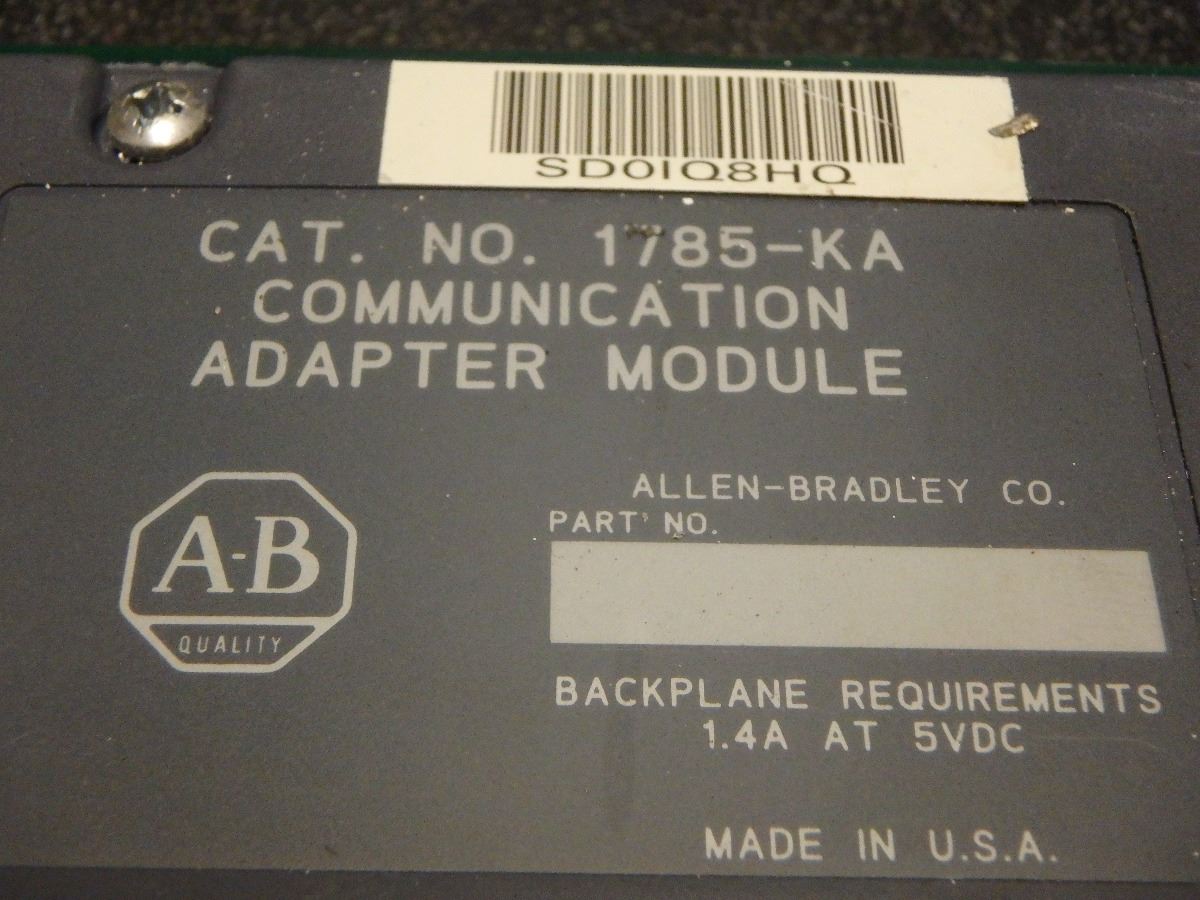 SD0IQ8HQ
CAT. NO. 1785-KA
COMMUNICATION
ADAPTER MODULE
A-B
QUALITY
ALLEN-BRADLEY CO.
PART NO.
BACKPLANE REQUIREMENTS
1.4A AT 5VDC
MADE IN U.S.A.